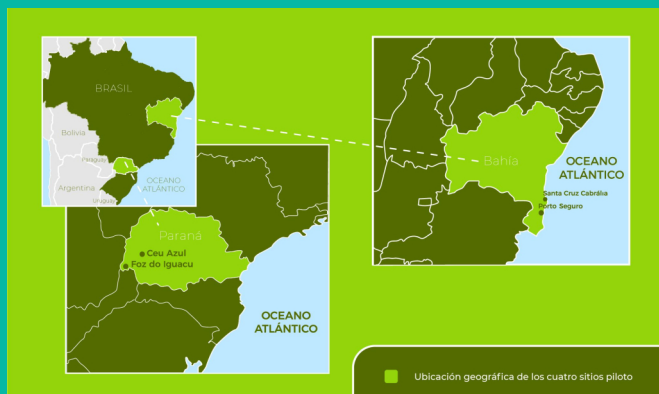 BRASIL
Bolivia
Paraguay
Argentina
Uruguay
OCEANO
ATLÁNTICO
Paraná
Ceu Azul
Foz do Iguacu
OCEANO
ATLÁNTICO
Bahía
OCEANO
ATLÁNTICO
Santa Cruz Cabrália
Porto Seguro
Ubicación geográfica de los cuatro sitios piloto